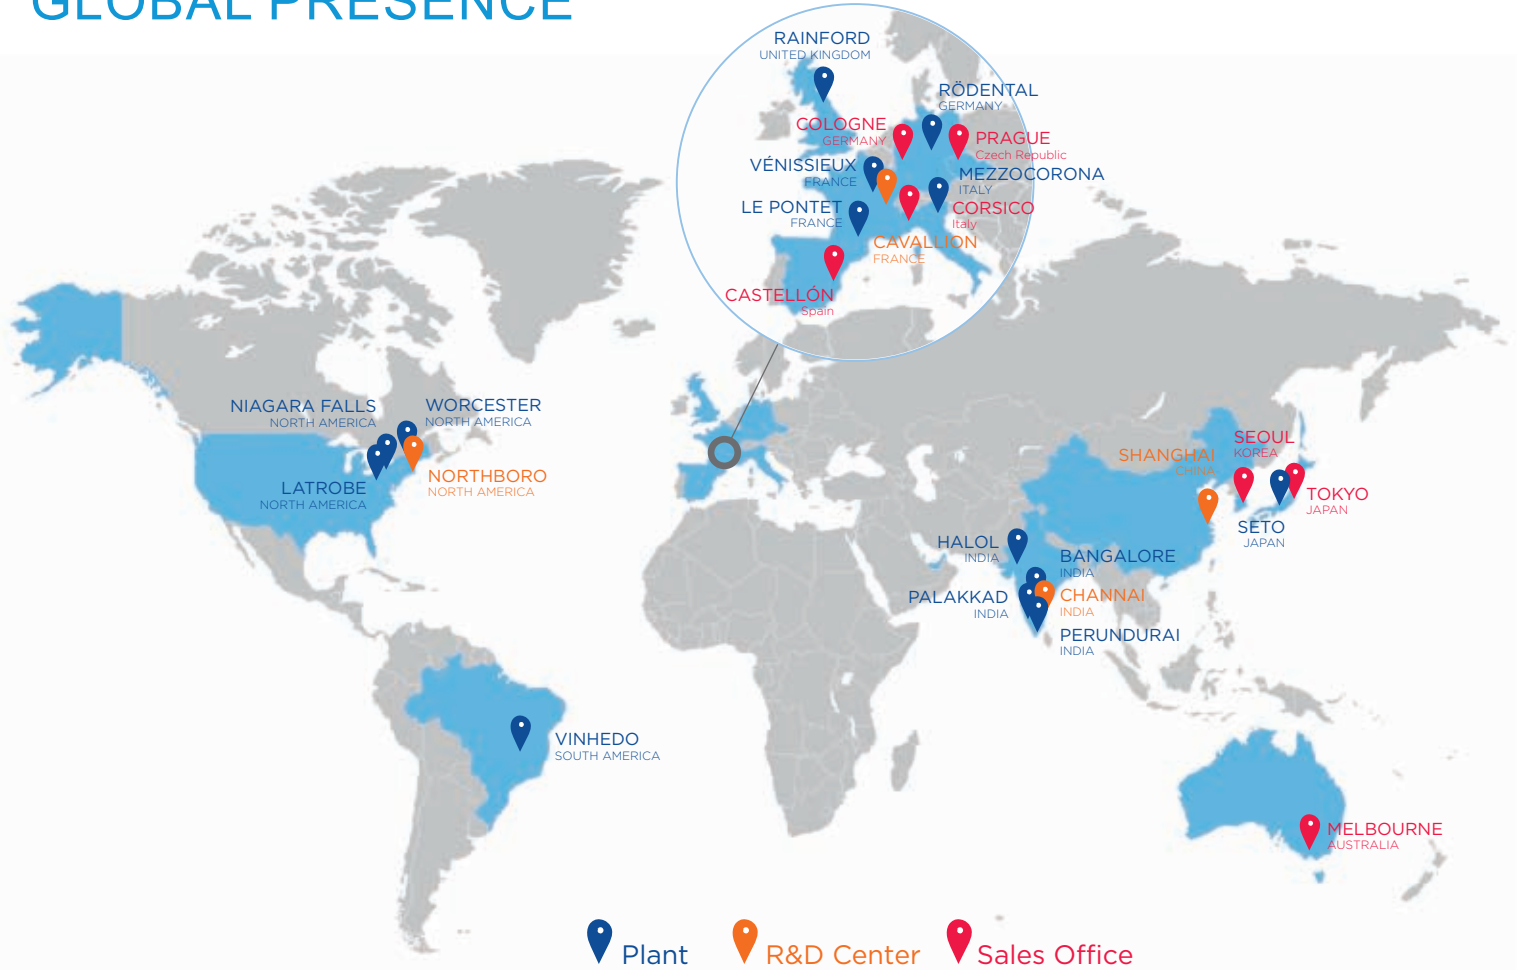 GLOBAL PRESENCE
RAINFORD
UNITED KINGDOM
RÖDENTAL
GERMANY
COLOGNE
GERMANY
PRAGUE
Czech Republic
VÉNISSIEUX
FRANCE
MEZZOCORONA
ITALY
LE PONTET
FRANCE
CORSICO
Italy
CAVALLION
FRANCE
CASTELLÓN
Spain
NIAGARA FALLS
NORTH AMERICA
WORCESTER
NORTH AMERICA
NORTHBORO
NORTH AMERICA
LATROBE
NORTH AMERICA
SEOUL
KOREA
SHANGHAI
CHINA
TOKYO
JAPAN
SETO
JAPAN
HALOL
INDIA
BANGALORE
INDIA
PALAKKAD
INDIA
CHANNAI
INDIA
PERUNDURAI
INDIA
VINHEDO
SOUTH AMERICA
MELBOURNE
AUSTRALIA
Plant
R&D Center
Sales Office